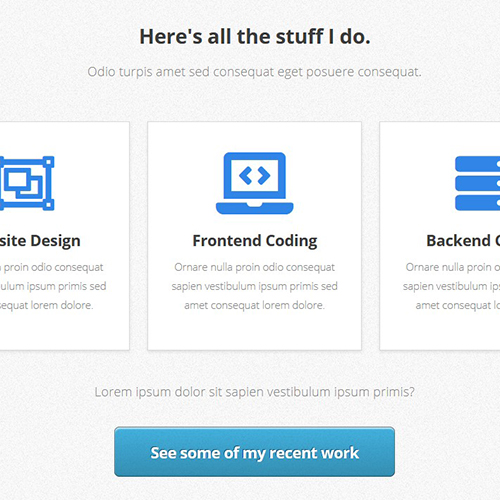 Here's all the stuff I do.
Odio turpis amet sed consequat eget posuere consequat.
site Design
proin odio consequat
ulum ipsum primis sed
sequat lorem dolore.
Frontend Coding
Ornare nulla proin odio consequat
sapien vestibulum ipsum primis sed
amet consequat lorem dolore.
Backend
Ornare nulla proin
sapien vestibulum
amet consequat
Lorem ipsum dolor sit sapien vestibulum ipsum primis?
See some of my recent work